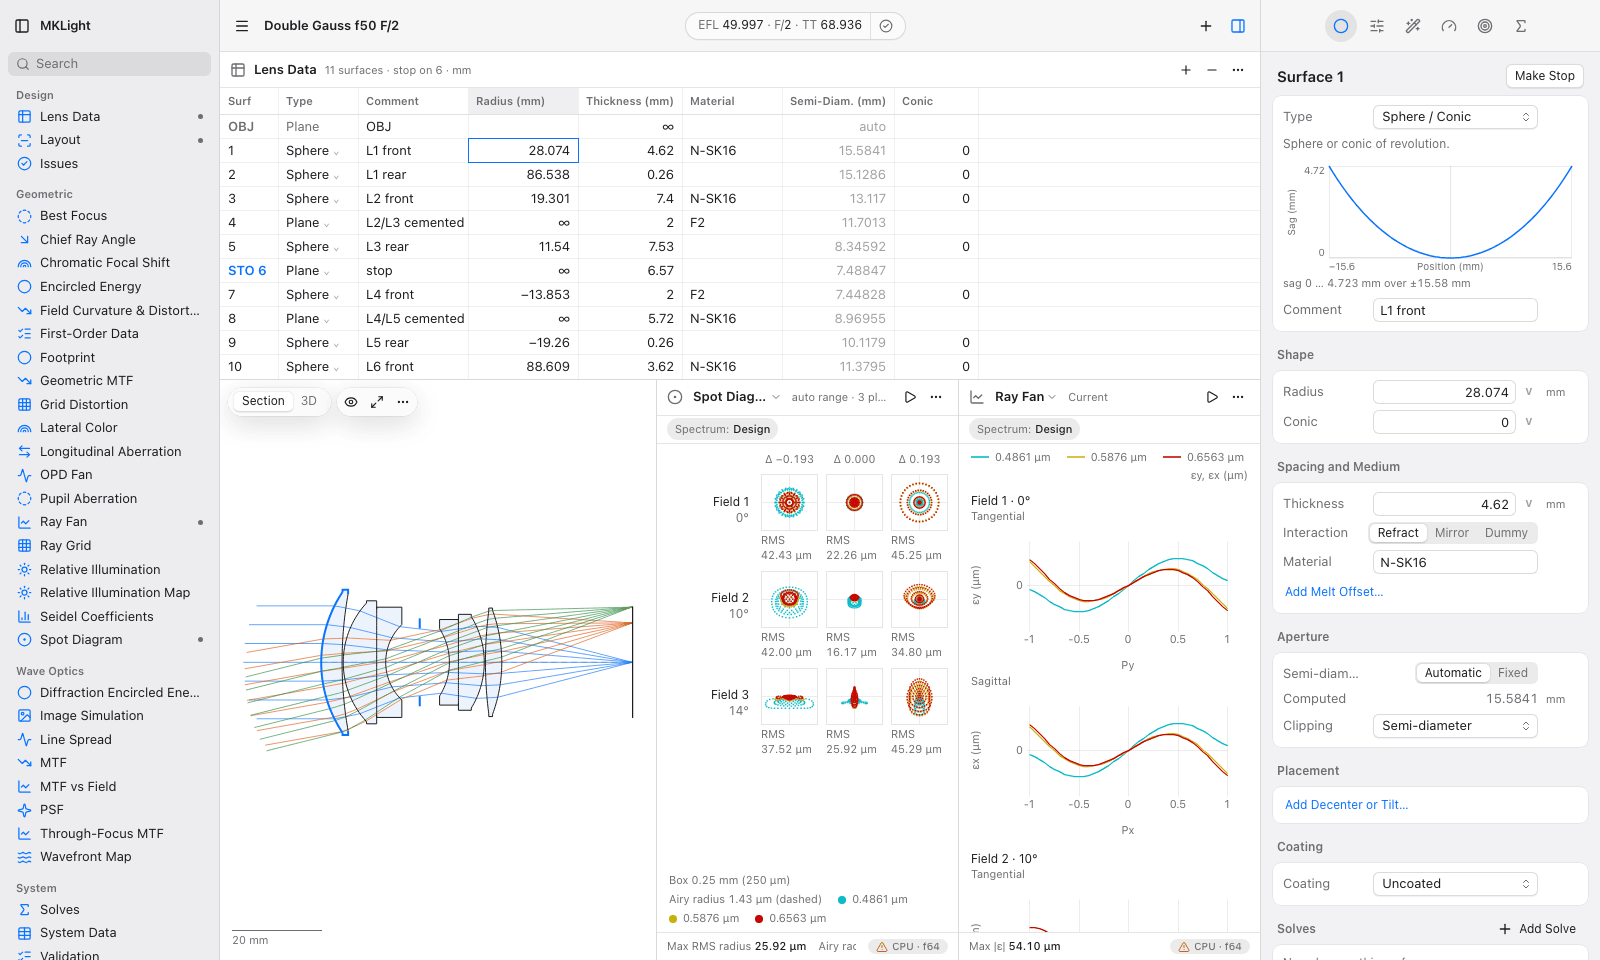 MKLight
Search
Design
Lens Data
Layout
Issues
Geometric
Best Focus
Chief Ray Angle
Chromatic Focal Shift
Encircled Energy
Field Curvature & Distort...
First-Order Data
Footprint
Geometric MTF
Grid Distortion
Lateral Color
Longitudinal Aberration
OPD Fan
Pupil Aberration
Ray Fan
Ray Grid
Relative Illumination
Relative Illumination Map
Seidel Coefficients
Spot Diagram
Wave Optics
Diffraction Encircled Ene...
Image Simulation
Line Spread
MTF
MTF vs Field
PSF
Through-Focus MTF
Wavefront Map
System
Solves
System Data
Validation
Double Gauss f50 F/2
EFL 49.997 · F/2 · TT 68.936
Lens Data 11 surfaces · stop on 6 · mm
Surf Type Comment Radius (mm) Thickness (mm) Material Semi-Diam. (mm) Conic
OBJ Plane OBJ ∞ auto
1 Sphere L1 front 28.074 4.62 N-SK16 15.5841 0
2 Sphere L1 rear 86.538 0.26 15.1286 0
3 Sphere L2 front 19.301 7.4 N-SK16 13.117 0
4 Plane L2/L3 cemented ∞ 2 F2 11.7013
5 Sphere L3 rear 11.54 7.53 8.34592 0
STO 6 Plane stop ∞ 6.57 7.48847
7 Sphere L4 front −13.853 2 F2 7.44828 0
8 Plane L4/L5 cemented ∞ 5.72 N-SK16 8.96955
9 Sphere L5 rear −19.26 0.26 10.1179 0
10 Sphere L6 front 88.609 3.62 N-SK16 11.3795 0
Section 3D
20 mm
Spot Diag... auto range · 3 pl...
Spectrum: Design
Δ −0.193 Δ 0.000 Δ 0.193
Field 1
0°
RMS RMS RMS
42.43 µm 22.26 µm 45.25 µm
Field 2
10°
RMS RMS RMS
42.00 µm 16.17 µm 34.80 µm
Field 3
14°
RMS RMS RMS
37.52 µm 25.92 µm 45.29 µm
Box 0.25 mm (250 µm)
Airy radius 1.43 µm (dashed) 0.4861 µm
0.5876 µm 0.6563 µm
Max RMS radius 25.92 µm Airy rac CPU · f64
Ray Fan Current
Spectrum: Design
0.4861 µm 0.5876 µm 0.6563 µm
εy, εx (µm)
Field 1 · 0°
Tangential
εy (µm)
0
-1 -0.5 0 0.5 1
Py
Sagittal
εx (µm)
0
-1 -0.5 0 0.5 1
Px
Field 2 · 10°
Tangential
Max |ε| 54.10 µm CPU · f64
Surface 1 Make Stop
Type Sphere / Conic
Sphere or conic of revolution.
4.72
Sag (mm)
0
−15.6 Position (mm) 15.6
sag 0 … 4.723 mm over ±15.58 mm
Comment L1 front
Shape
Radius 28.074 V mm
Conic 0 V
Spacing and Medium
Thickness 4.62 V mm
Interaction Refract Mirror Dummy
Material N-SK16
Add Melt Offset...
Aperture
Semi-diam... Automatic Fixed
Computed 15.5841 mm
Clipping Semi-diameter
Placement
Add Decenter or Tilt...
Coating
Coating Uncoated
Solves Add Solve